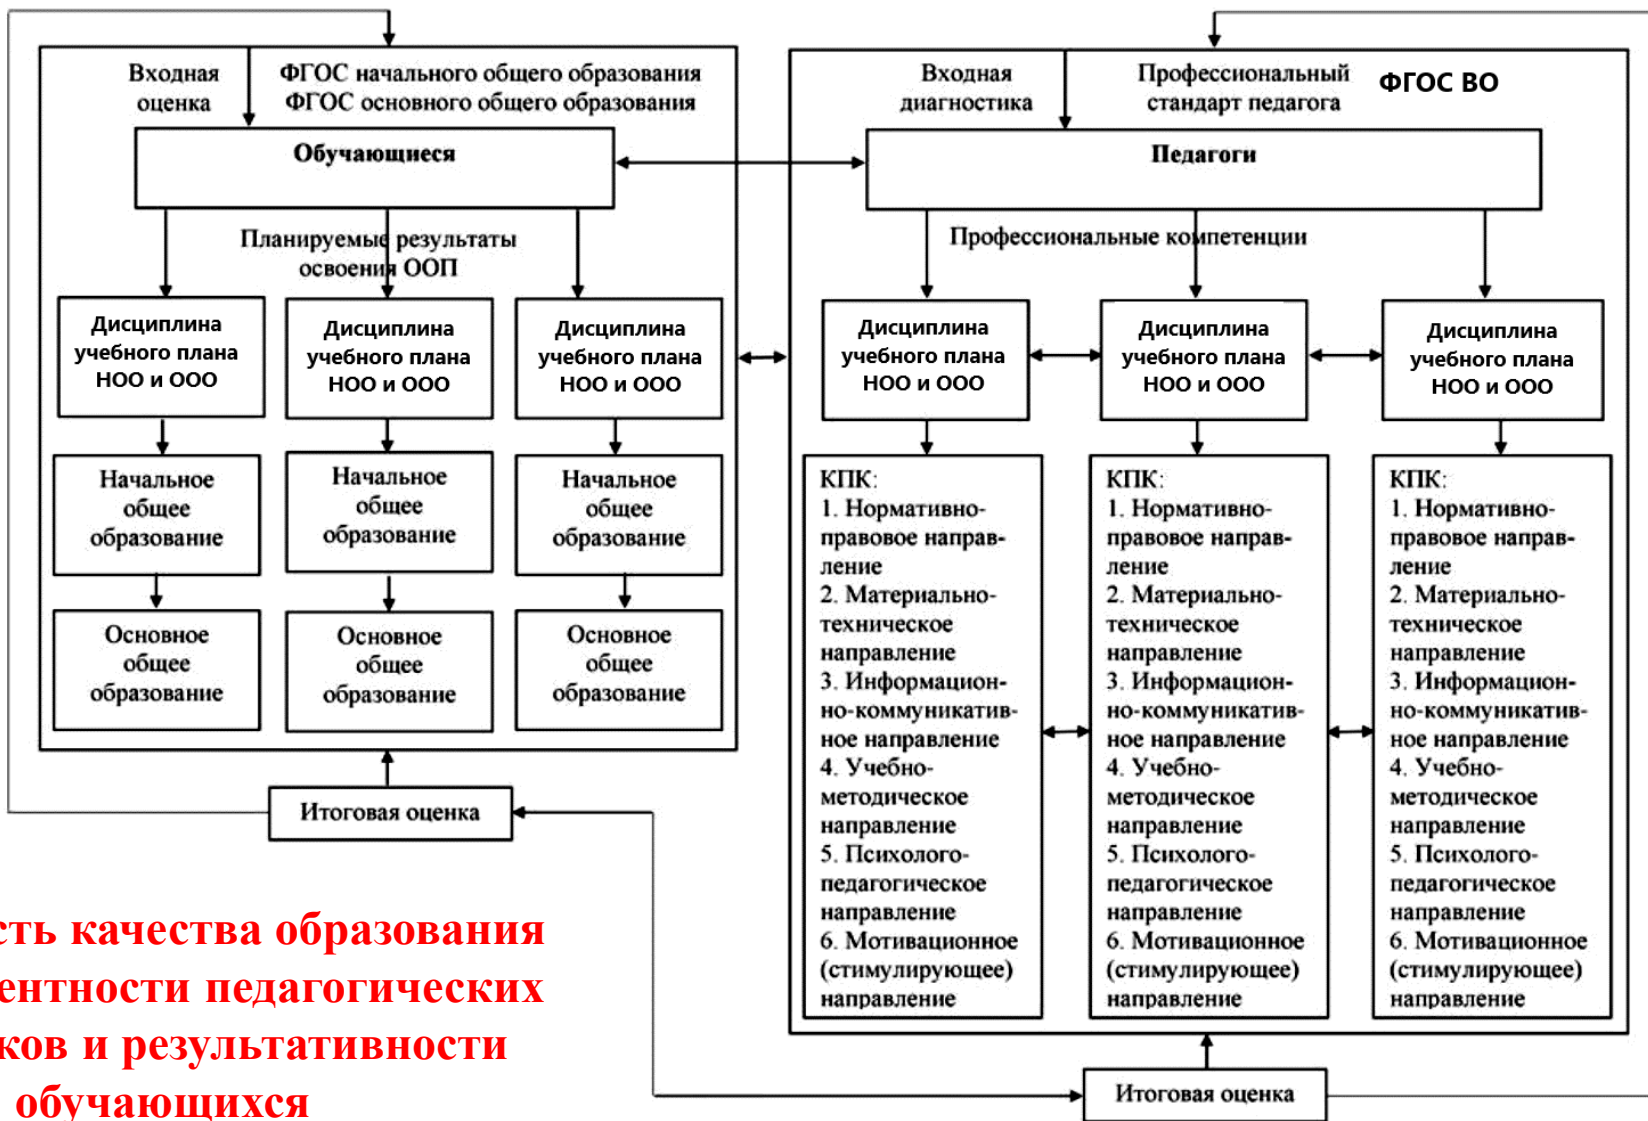 Входная
оценка
ФГОС начального общего образования
ФГОС основного общего образования
Обучающиеся
Планируемые результаты
освоения ООП
Дисциплина
учебного плана
НОО и ООО
Дисциплина
учебного плана
НОО и ООО
Дисциплина
учебного плана
НОО и ООО
Начальное
общее
образование
Начальное
общее
образование
Начальное
общее
образование
Основное
общее
образование
Основное
общее
образование
Основное
общее
образование
Итоговая оценка
Входная
диагностика
Профессиональный
стандарт педагога
ФГОС ВО
Педагоги
Профессиональные компетенции
Дисциплина
учебного плана
НОО и ООО
Дисциплина
учебного плана
НОО и ООО
Дисциплина
учебного плана
НОО и ООО
КПК:
1. Нормативно-
правовое направ-
ление
2. Материально-
техническое
направление
3. Информацион-
но-коммуникатив-
ное направление
4. Учебно-
методическое
направление
5. Психолого-
педагогическое
направление
6. Мотивационное
(стимулирующее)
направление
КПК:
1. Нормативно-
правовое направ-
ление
2. Материально-
техническое
направление
3. Информацион-
но-коммуникатив-
ное направление
4. Учебно-
методическое
направление
5. Психолого-
педагогическое
направление
6. Мотивационное
(стимулирующее)
направление
КПК:
1. Нормативно-
правовое направ-
ление
2. Материально-
техническое
направление
3. Информацион-
но-коммуникатив-
ное направление
4. Учебно-
методическое
направление
5. Психолого-
педагогическое
направление
6. Мотивационное
(стимулирующее)
направление
Итоговая оценка
сть качества образования
ентности педагогических
ков и результативности
обучающихся